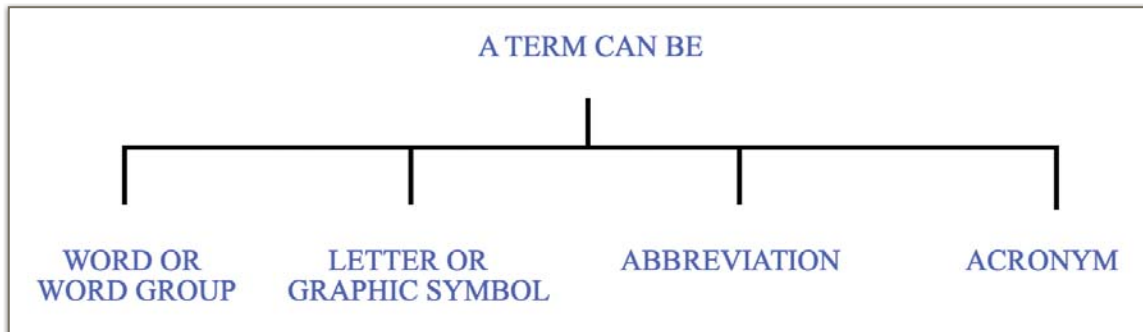 A TERM CAN BE
WORD OR
WORD GROUP
LETTER OR
GRAPHIC SYMBOL
ABBREVIATION
ACRONYM